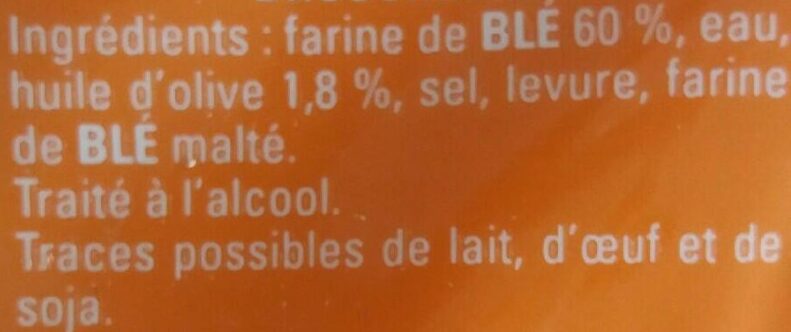 Ingrédients : farine de BLÉ 60 %, eau,
huile d'olive 1,8 %, sel, levure, farine
de BLÉ malté.
Traité à l'alcool.
Traces possibles de lait, d'œuf et de
soja.